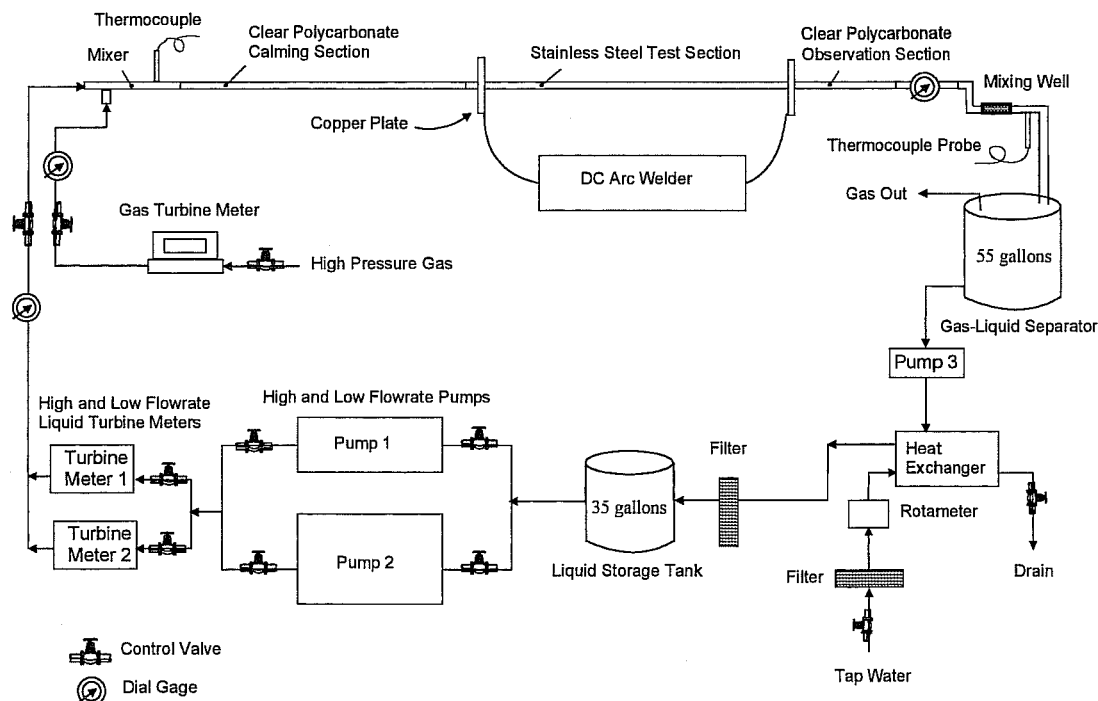 Thermocouple
Mixer
Clear Polycarbonate
Calming Section
Stainless Steel Test Section
Clear Polycarbonate
Observation Section
Mixing Well
Copper Plate
Thermocouple Probe
DC Arc Welder
Gas Out
Gas Turbine Meter
High Pressure Gas
55 gallons
Gas-Liquid Separator
Pump 3
High and Low Flowrate
Liquid Turbine Meters
High and Low Flowrate Pumps
Pump 1
Turbine
Meter 1
Filter
Heat
Exchanger
35 gallons
Rotameter
Turbine
Meter 2
Pump 2
Liquid Storage Tank
Filter
Drain
Control Valve
Tap Water
Dial Gage